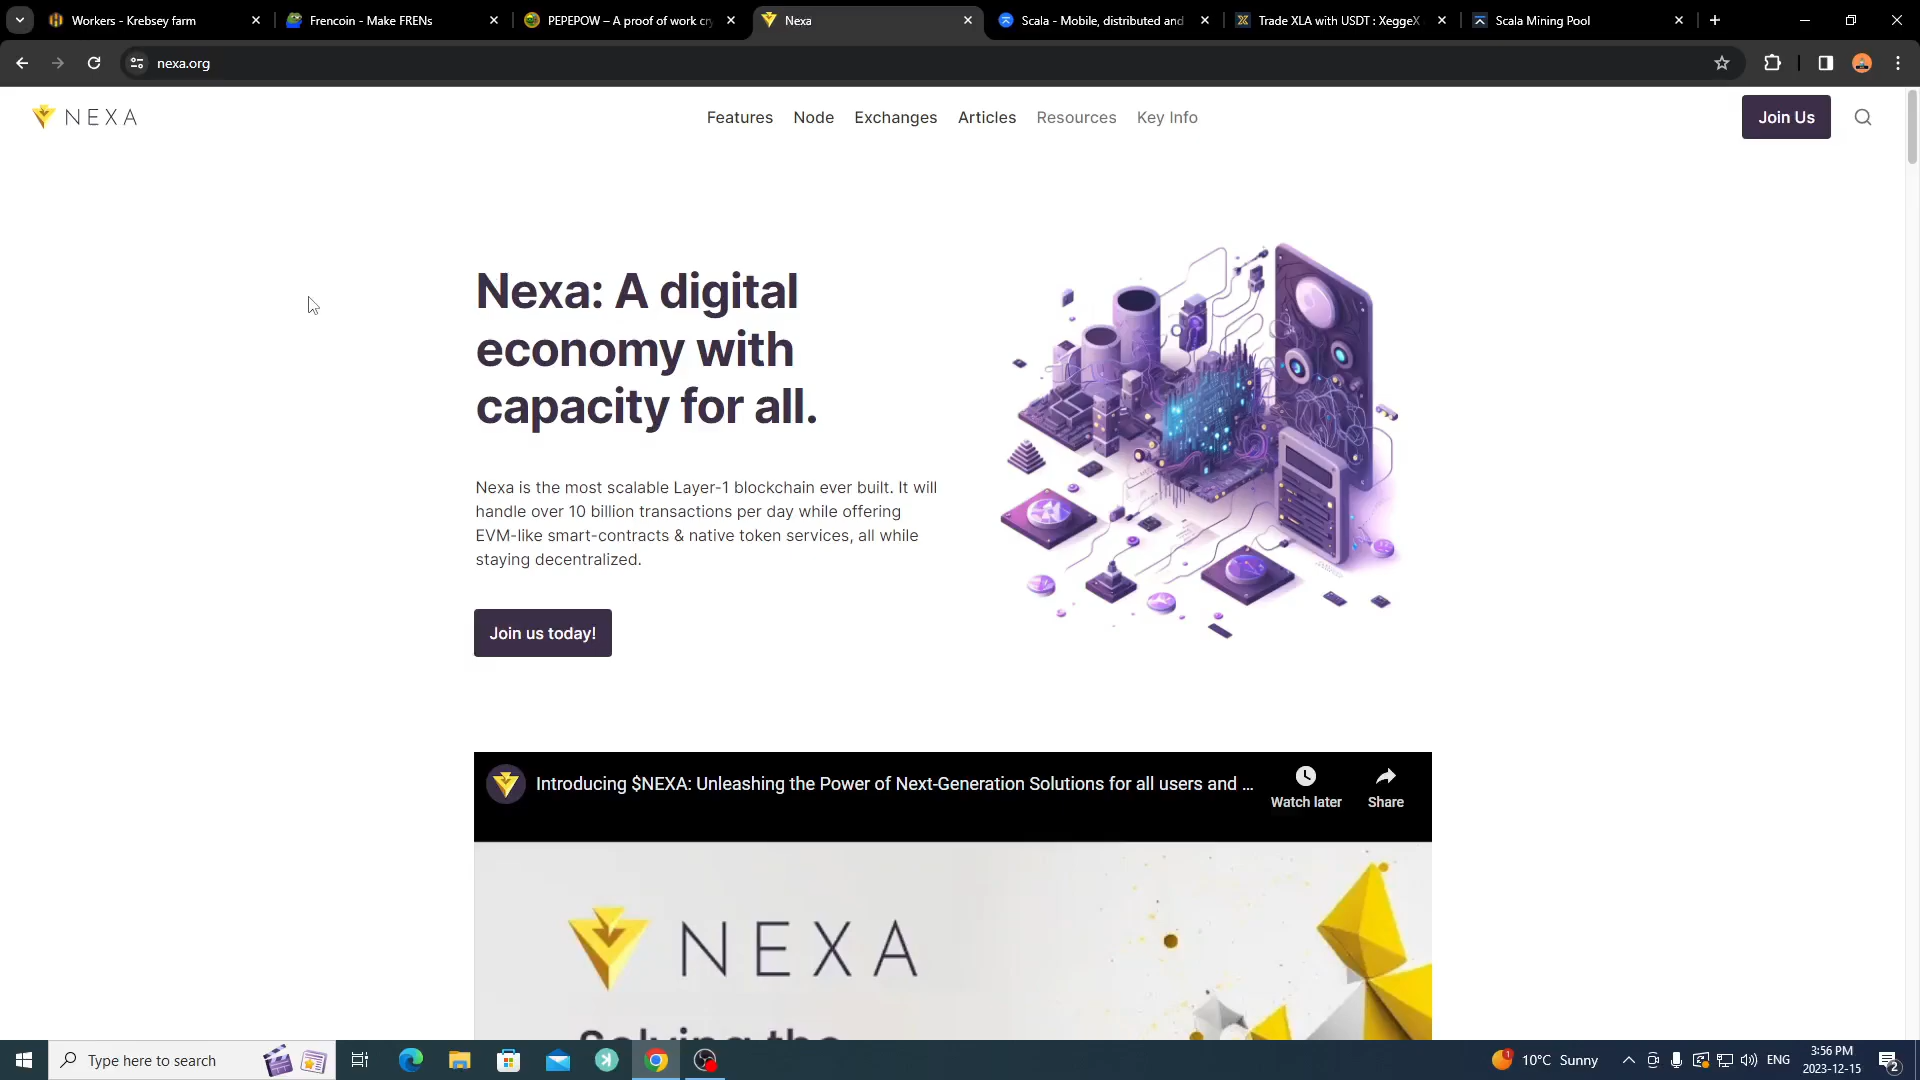 Workers - Krebsey farm
Frencoin - Make FRENs
PEPEPOW – A proof of work cr
Nexa
Scala - Mobile, distributed and
Trade XLA with USDT : XeggeX
Scala Mining Pool
nexa.org
NEXA
Features
Node
Exchanges
Articles
Resources
Key Info
Join Us
Nexa: A digital
economy with
capacity for all.
Nexa is the most scalable Layer-1 blockchain ever built. It will
handle over 10 billion transactions per day while offering
EVM-like smart-contracts & native token services, all while
staying decentralized.
Join us today!
Introducing $NEXA: Unleashing the Power of Next-Generation Solutions for all users and ...
Watch later
Share
NEXA
Solving the
Type here to search
1
10°C Sunny
ENG
3:56 PM
2023-12-15
2